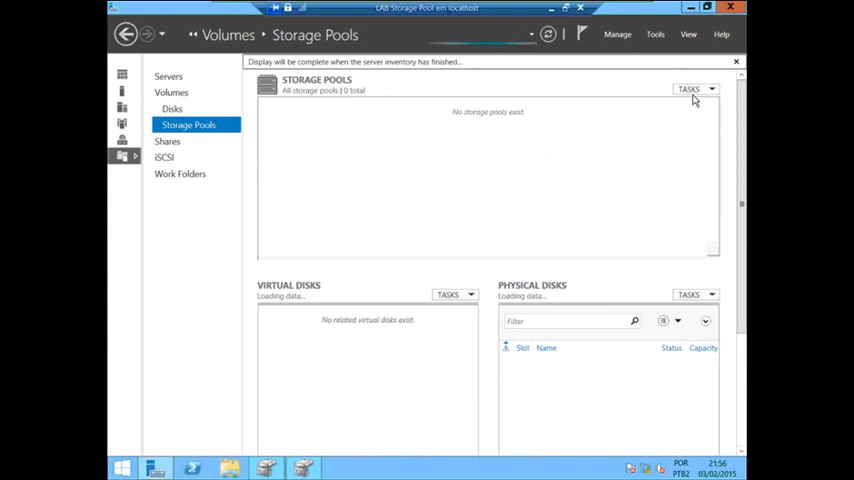 LAB Storage Pool em localhost
Volumes
Storage Pools
Manage
Tools
View
Help
Display will be complete when the server inventory has finished...
Servers
Volumes
Disks
Storage Pools
Shares
iSCSI
Work Folders
STORAGE POOLS
All storage pools | 0 total
TASKS
No storage pools exist.
VIRTUAL DISKS
Loading data...
TASKS
No related virtual disks exist.
PHYSICAL DISKS
Loading data...
TASKS
Filter
Slot Name Status Capacity
POR
PTB2
21:56
03/02/2015